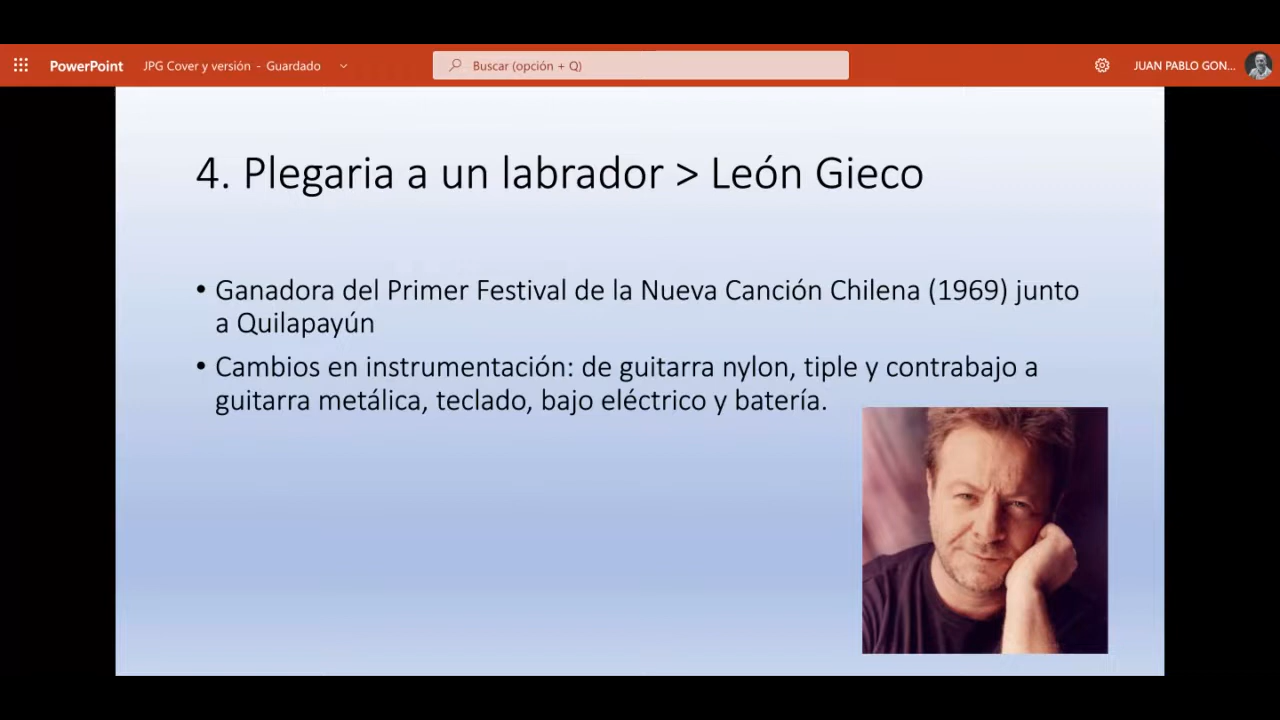 PowerPoint JPG Cover y versión - Guardado Buscar (opción + Q) JUAN PABLO GON...
4. Plegaria a un labrador > León Gieco
• Ganadora del Primer Festival de la Nueva Canción Chilena (1969) junto
a Quilapayún
• Cambios en instrumentación: de guitarra nylon, tiple y contrabajo a
guitarra metálica, teclado, bajo eléctrico y batería.